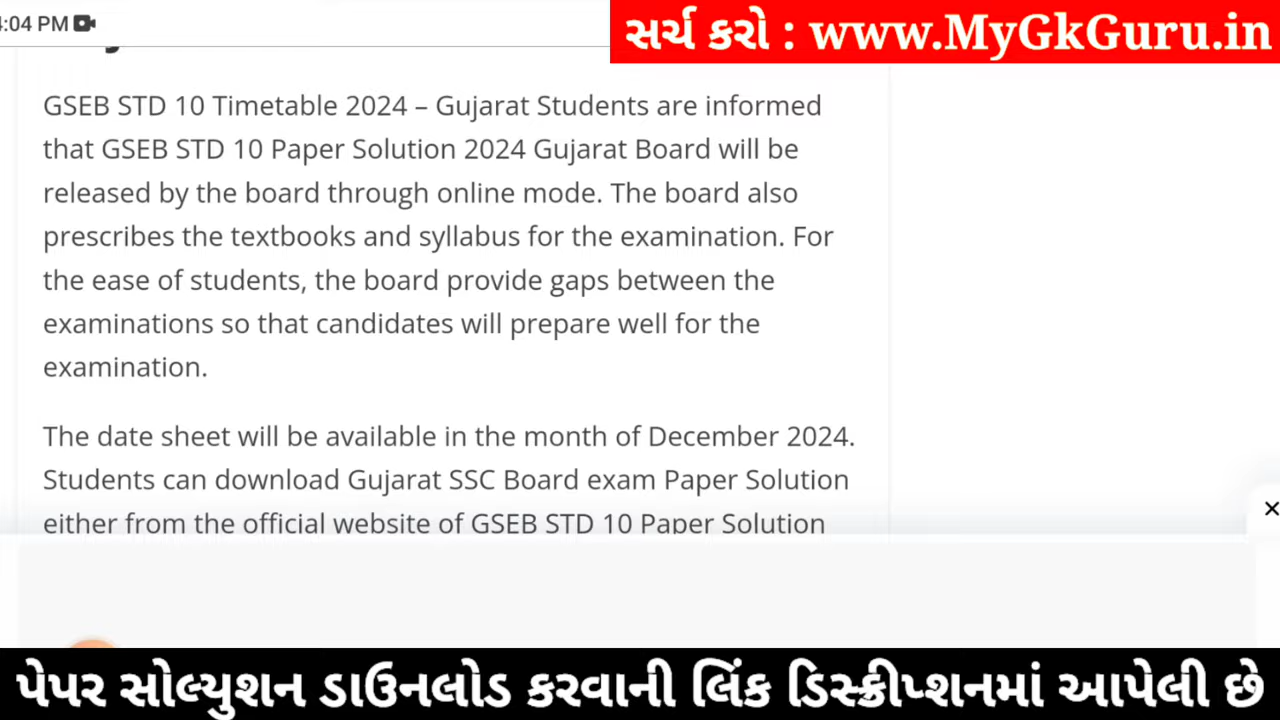 4:04 PM
સર્ચ કરો : www.MyGkGuru.in
GSEB STD 10 Timetable 2024 – Gujarat Students are informed
that GSEB STD 10 Paper Solution 2024 Gujarat Board will be
released by the board through online mode. The board also
prescribes the textbooks and syllabus for the examination. For
the ease of students, the board provide gaps between the
examinations so that candidates will prepare well for the
examination.
The date sheet will be available in the month of December 2024.
Students can download Gujarat SSC Board exam Paper Solution
either from the official website of GSEB STD 10 Paper Solution
પેપર સોલ્યુશન ડાઉનલોડ કરવાની લિંક ડિસ્ક્રીપ્શનમાં આપેલી છે